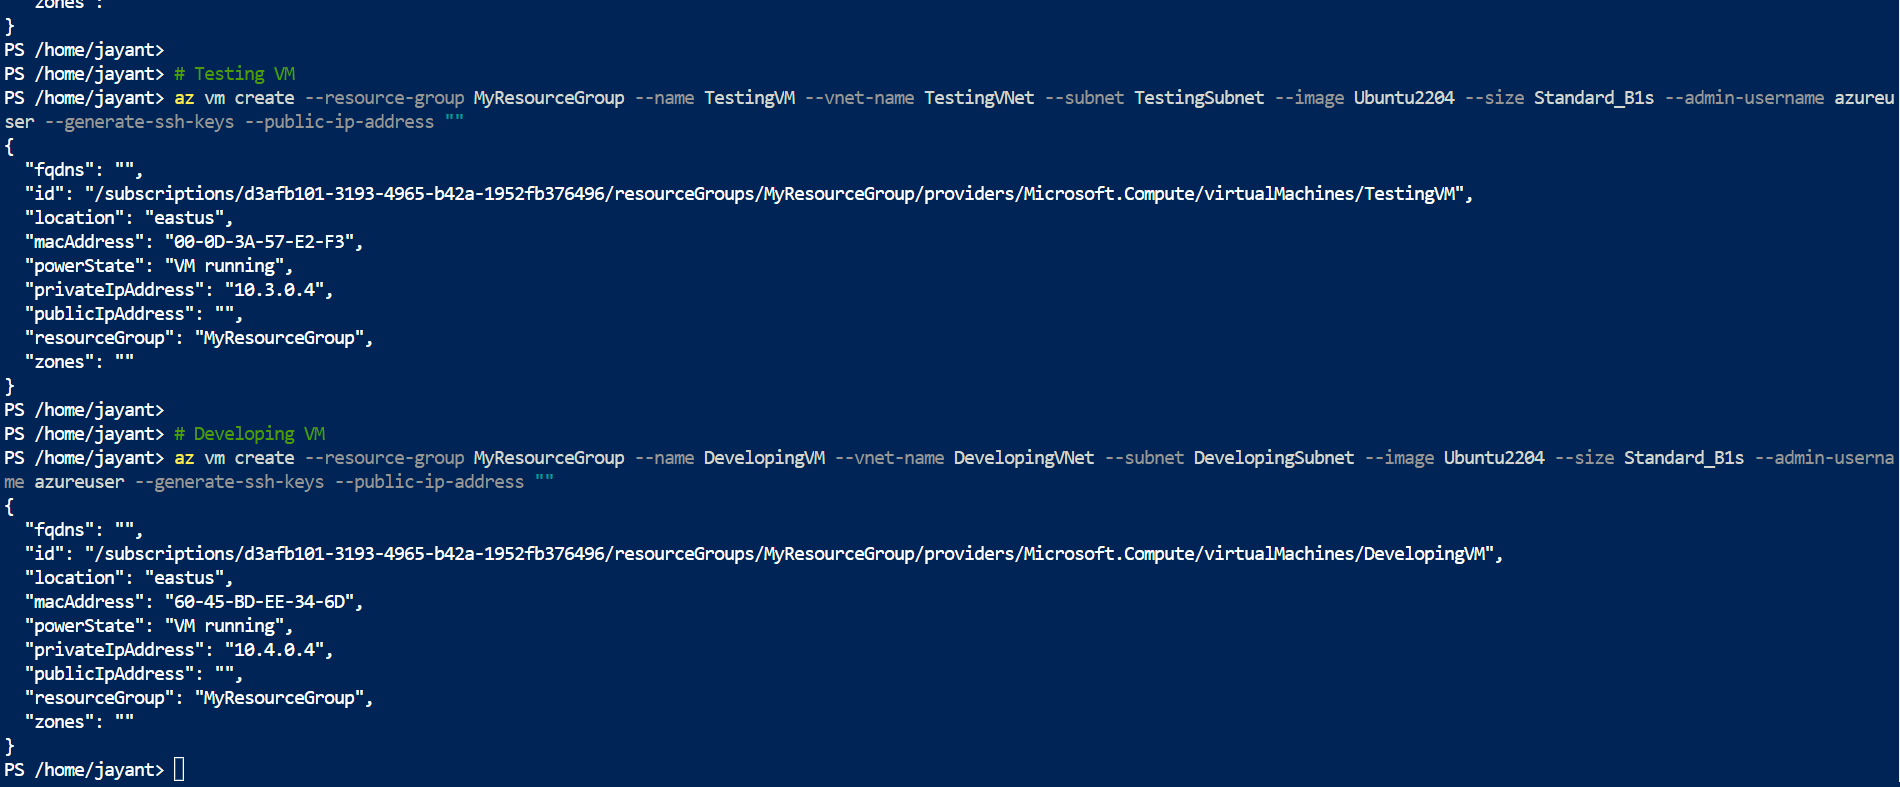 zones":
}
PS /home/jayant>
PS /home/jayant> # Testing VM
PS /home/jayant> az vm create --resource-group MyResourceGroup --name TestingVM --vnet-name TestingVNet --subnet TestingSubnet --image Ubuntu2204 --size Standard_B1s --admin-username azureu
ser --generate-ssh-keys --public-ip-address ""
{
  "fqdns": "",
  "id": "/subscriptions/d3afb101-3193-4965-b42a-1952fb376496/resourceGroups/MyResourceGroup/providers/Microsoft.Compute/virtualMachines/TestingVM",
  "location": "eastus",
  "macAddress": "00-0D-3A-57-E2-F3",
  "powerState": "VM running",
  "privateIpAddress": "10.3.0.4",
  "publicIpAddress": "",
  "resourceGroup": "MyResourceGroup",
  "zones": ""
}
PS /home/jayant>
PS /home/jayant> # Developing VM
PS /home/jayant> az vm create --resource-group MyResourceGroup --name DevelopingVM --vnet-name DevelopingVNet --subnet DevelopingSubnet --image Ubuntu2204 --size Standard_B1s --admin-userna
me azureuser --generate-ssh-keys --public-ip-address ""
{
  "fqdns": "",
  "id": "/subscriptions/d3afb101-3193-4965-b42a-1952fb376496/resourceGroups/MyResourceGroup/providers/Microsoft.Compute/virtualMachines/DevelopingVM",
  "location": "eastus",
  "macAddress": "60-45-BD-EE-34-6D",
  "powerState": "VM running",
  "privateIpAddress": "10.4.0.4",
  "publicIpAddress": "",
  "resourceGroup": "MyResourceGroup",
  "zones": ""
}
PS /home/jayant>